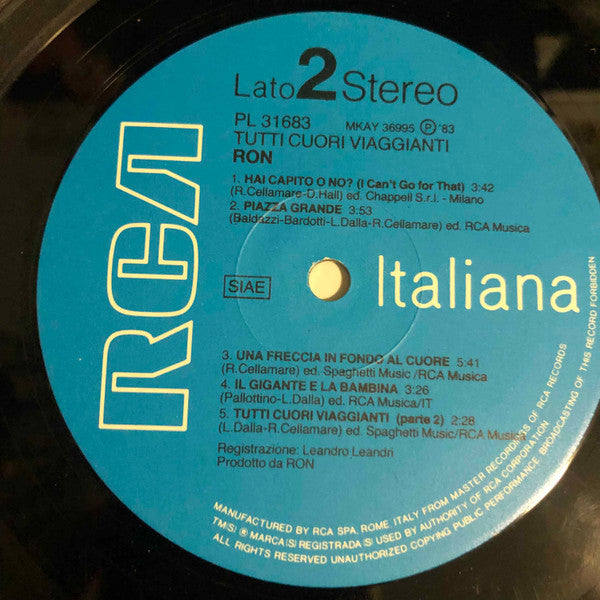 Lato 2 Stereo
PL 31683 MKAY 36995 Ⓟ '83
TUTTI CUORI VIAGGIANTI
RON
1. HAI CAPITO O NO? (I Can't Go for That) 3:42
(R.Cellamare-D.Hall) ed. Chappell S.r.l. - Milano
2. PIAZZA GRANDE 3:53
(Baldazzi-Bardotti-L.Dalla-R.Cellamare) ed. RCA Musica
RCA
SIAE
Italiana
3. UNA FRECCIA IN FONDO AL CUORE 5:41
(R.Cellamare) ed. Spaghetti Music /RCA Musica
4. IL GIGANTE E LA BAMBINA 3:26
(Pallottino-L.Dalla) ed. RCA Musica/IT
5. TUTTI CUORI VIAGGIANTI (parte 2) 2:28
(L.Dalla-R.Cellamare) ed. Spaghetti Music/RCA Musica
Registrazione: Leandro Leandri
Prodotto da RON
MANUFACTURED BY RCA SPA, ROME, ITALY, FROM MASTER RECORDINGS OF RCA RECORDS
TM(S) ® MARCA(S) REGISTRADA(S) USED BY AUTHORITY OF RCA CORPORATION
ALL RIGHTS RESERVED UNAUTHORIZED COPYING PUBLIC PERFORMANCE BROADCASTING OF THIS RECORD FORBIDDEN